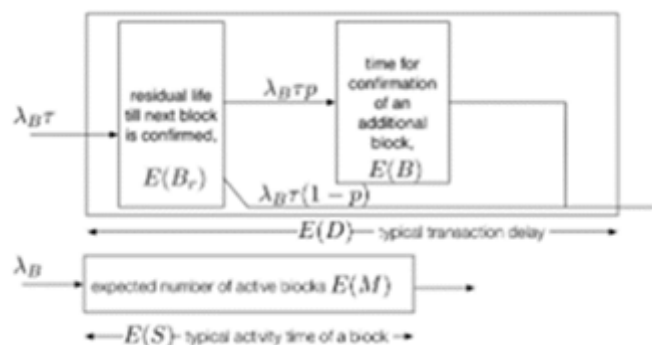 residual life
till next block
is confirmed,
E(B_r)
λ_Bτ
λ_Bτp
time for
confirmation
of an
additional
block,
E(B)
λ_Bτ(1 − p)
E(D) typical transaction delay
λ_B
expected number of active blocks E(M)
E(S) typical activity time of a block